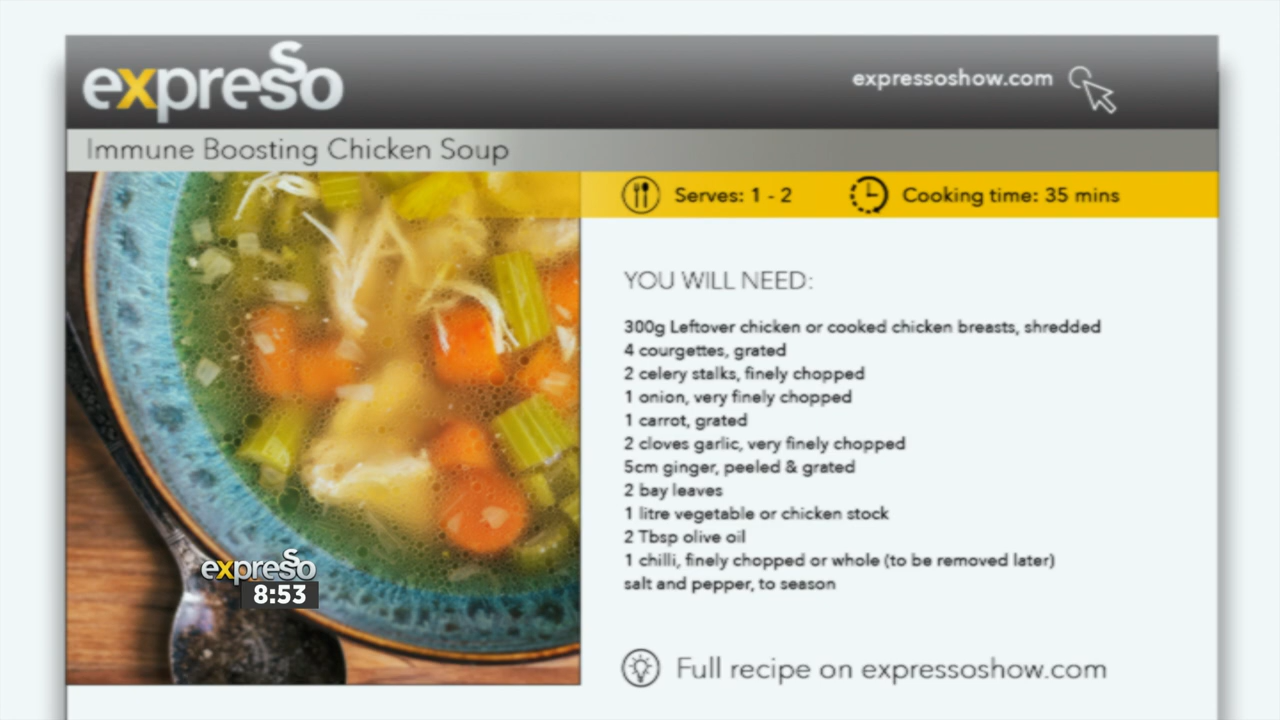 expresso
expressoshow.com
Immune Boosting Chicken Soup
Serves: 1 - 2
Cooking time: 35 mins
YOU WILL NEED:
300g Leftover chicken or cooked chicken breasts, shredded
4 courgettes, grated
2 celery stalks, finely chopped
1 onion, very finely chopped
1 carrot, grated
2 cloves garlic, very finely chopped
5cm ginger, peeled & grated
2 bay leaves
1 litre vegetable or chicken stock
2 Tbsp olive oil
1 chilli, finely chopped or whole (to be removed later)
salt and pepper, to season
expresso
8:53
Full recipe on expressoshow.com